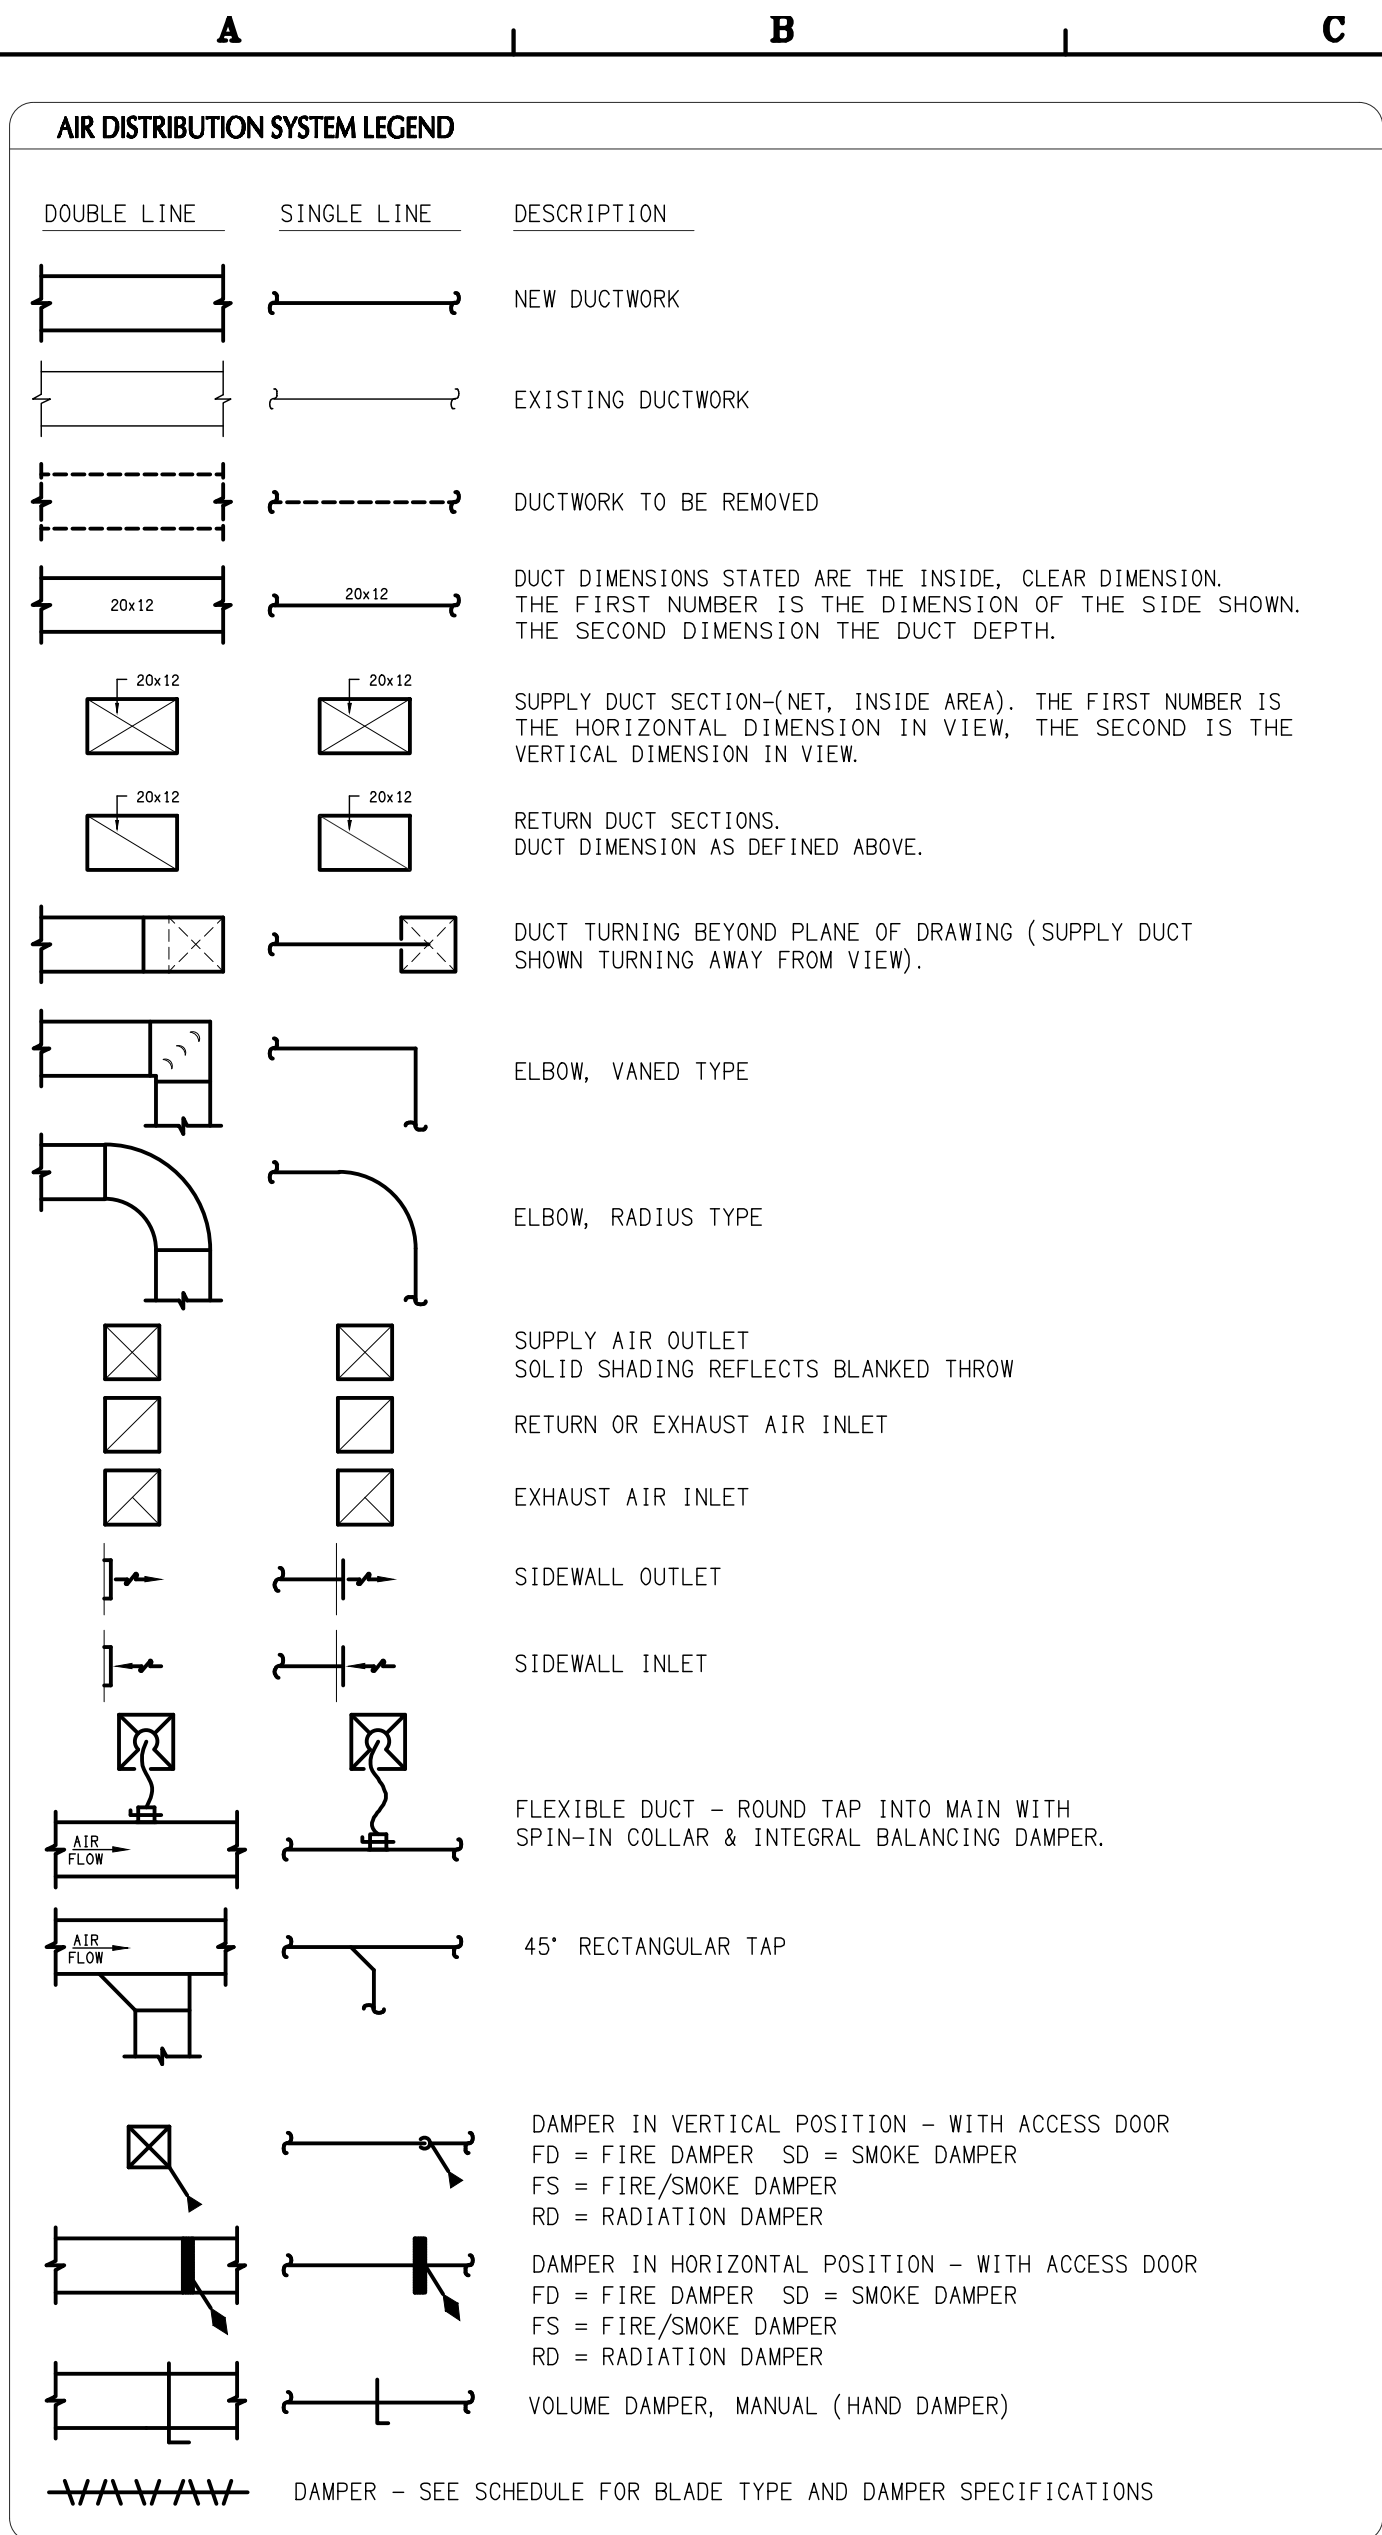 A B C
AIR DISTRIBUTION SYSTEM LEGEND
DOUBLE LINE SINGLE LINE DESCRIPTION
NEW DUCTWORK
EXISTING DUCTWORK
DUCTWORK TO BE REMOVED
20x12 20x12
DUCT DIMENSIONS STATED ARE THE INSIDE, CLEAR DIMENSION.
THE FIRST NUMBER IS THE DIMENSION OF THE SIDE SHOWN.
THE SECOND DIMENSION THE DUCT DEPTH.
20x12 20x12
SUPPLY DUCT SECTION-(NET, INSIDE AREA). THE FIRST NUMBER IS
THE HORIZONTAL DIMENSION IN VIEW, THE SECOND IS THE
VERTICAL DIMENSION IN VIEW.
20x12 20x12
RETURN DUCT SECTIONS.
DUCT DIMENSION AS DEFINED ABOVE.
DUCT TURNING BEYOND PLANE OF DRAWING (SUPPLY DUCT
SHOWN TURNING AWAY FROM VIEW).
ELBOW, VANED TYPE
ELBOW, RADIUS TYPE
SUPPLY AIR OUTLET
SOLID SHADING REFLECTS BLANKED THROW
RETURN OR EXHAUST AIR INLET
EXHAUST AIR INLET
SIDEWALL OUTLET
SIDEWALL INLET
AIR
FLOW
FLEXIBLE DUCT - ROUND TAP INTO MAIN WITH
SPIN-IN COLLAR & INTEGRAL BALANCING DAMPER.
AIR
FLOW
45° RECTANGULAR TAP
DAMPER IN VERTICAL POSITION - WITH ACCESS DOOR
FD = FIRE DAMPER SD = SMOKE DAMPER
FS = FIRE/SMOKE DAMPER
RD = RADIATION DAMPER
DAMPER IN HORIZONTAL POSITION - WITH ACCESS DOOR
FD = FIRE DAMPER SD = SMOKE DAMPER
FS = FIRE/SMOKE DAMPER
RD = RADIATION DAMPER
VOLUME DAMPER, MANUAL (HAND DAMPER)
DAMPER - SEE SCHEDULE FOR BLADE TYPE AND DAMPER SPECIFICATIONS